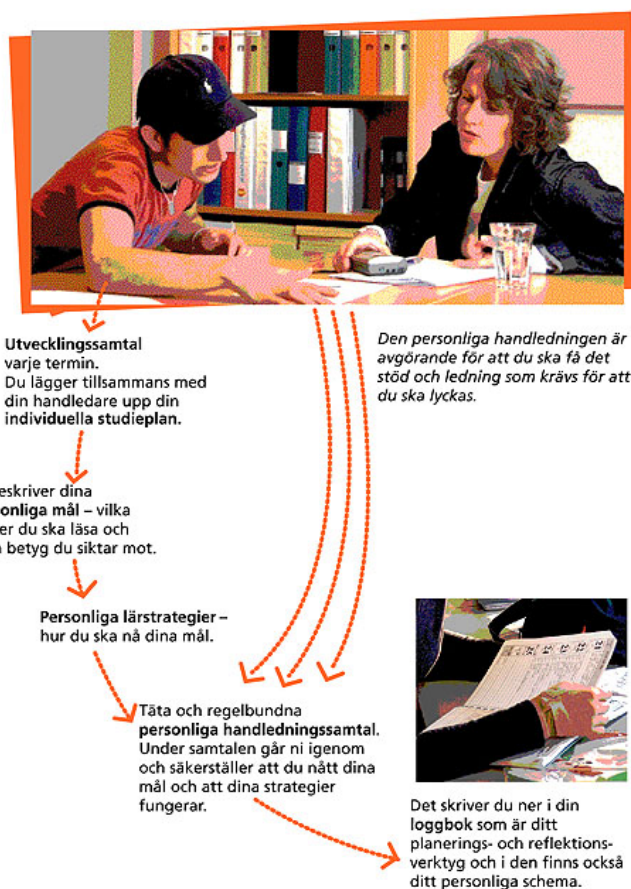 Den personliga handledningen är
avgörande för att du ska få det
stöd och ledning som krävs för att
du ska lyckas.
Utvecklingssamtal
varje termin.
Du lägger tillsammans med
din handledare upp din
individuella studieplan.
eskriver dina
onliga mål – vilka
er du ska läsa och
betyg du siktar mot.
Personliga lärstrategier –
hur du ska nå dina mål.
Täta och regelbundna
personliga handledningssamtal.
Under samtalen går ni igenom
och säkerställer att du nått dina
mål och att dina strategier
fungerar.
Det skriver du ner i din
loggbok som är ditt
planerings- och reflektions-
verktyg och i den finns också
ditt personliga schema.